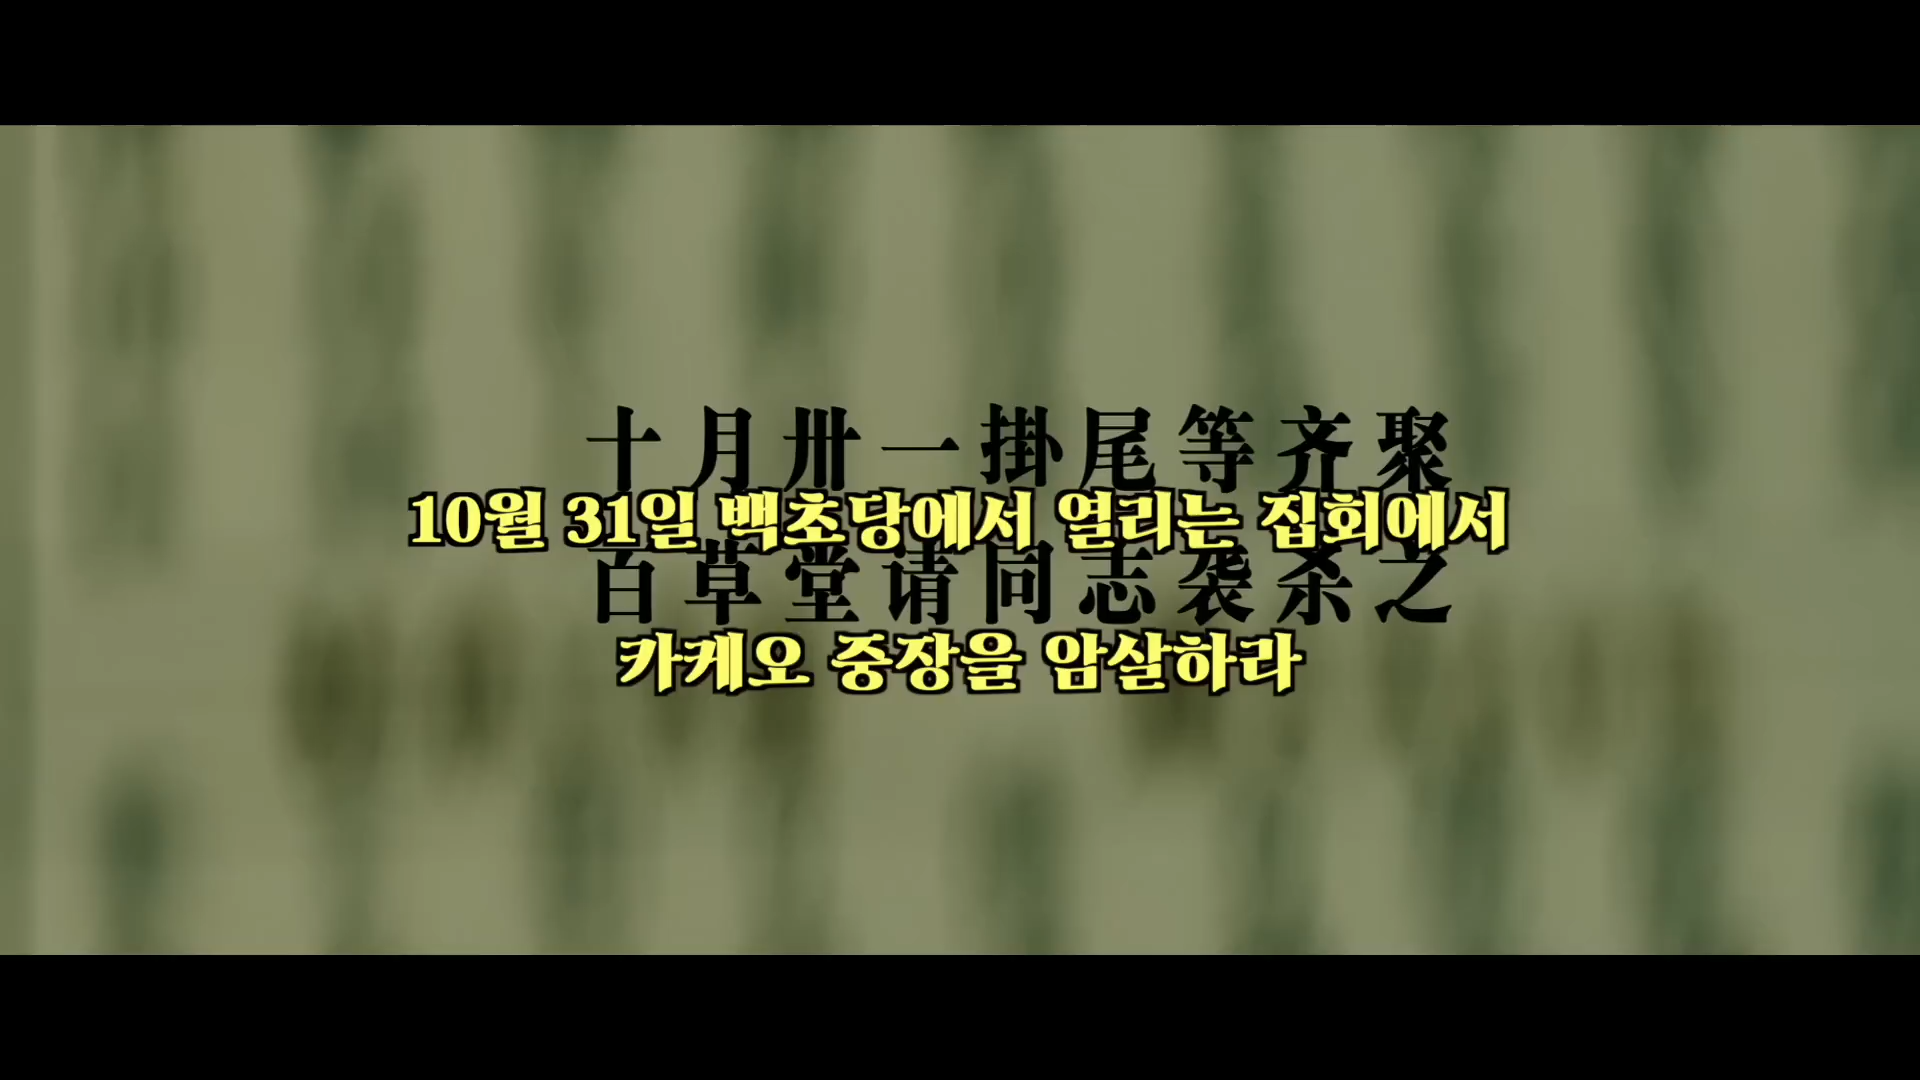 十月卅一掛尾等齐聚
10월 31일 백초당에서 열리는 집회에서
百草堂请同志袭杀之
카케오 중장을 암살하라